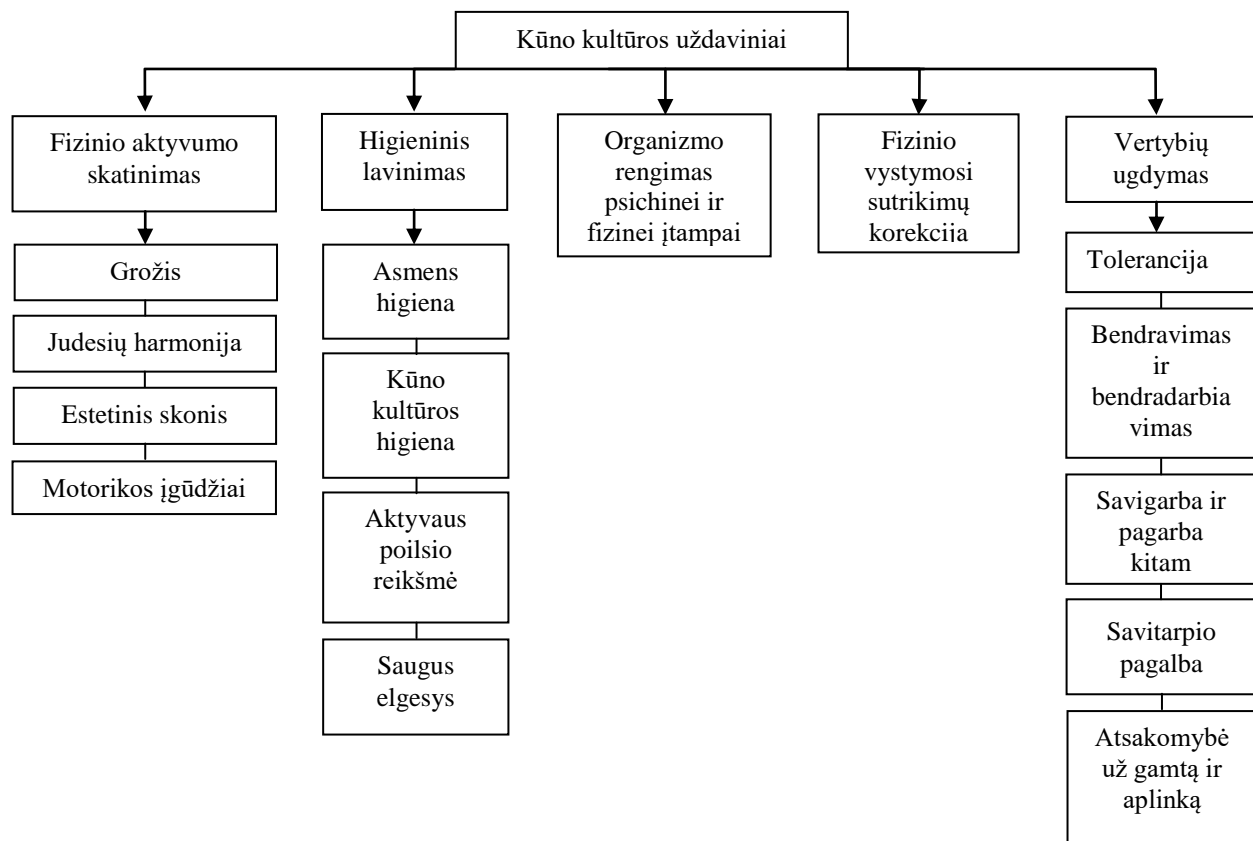 Kūno kultūros uždaviniai
Fizinio aktyvumo
skatinimas
Higieninis
lavinimas
Organizmo
rengimas
psichinei ir
fizinei įtampai
Fizinio
vystymosi
sutrikimų
korekcija
Vertybių
ugdymas
Grožis
Judesių harmonija
Estetinis skonis
Motorikos įgūdžiai
Asmens
higiena
Kūno
kultūros
higiena
Aktyvaus
poilsio
reikšmė
Saugus
elgesys
Tolerancija
Bendravimas
ir
bendradarbia
vimas
Savigarba ir
pagarba
kitam
Savitarpio
pagalba
Atsakomybė
už gamtą ir
aplinką